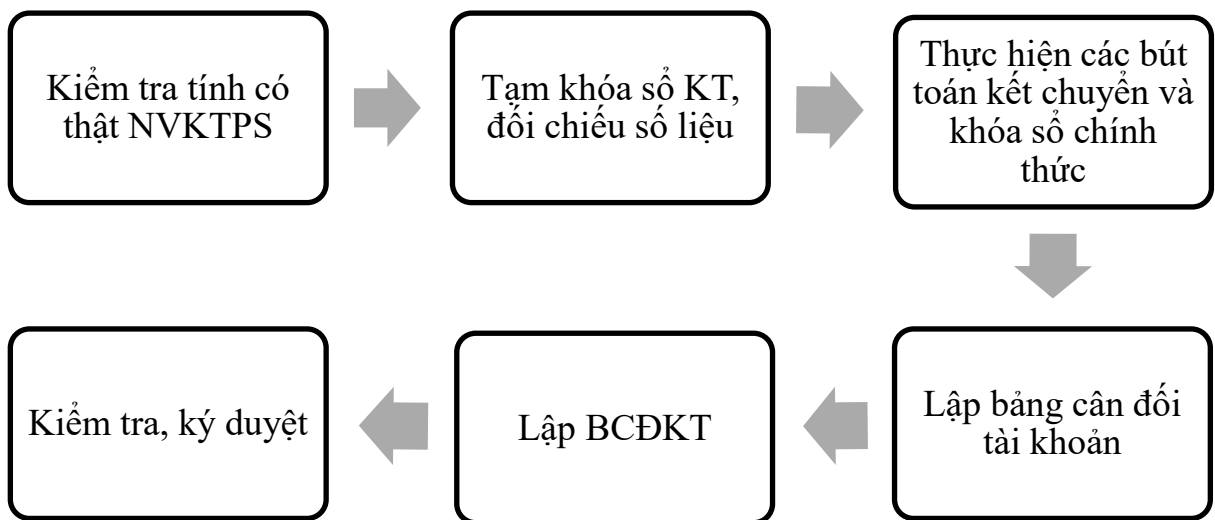 Kiểm tra tính có
thật NVKTPS
Tạm khóa sổ KT,
đối chiếu số liệu
Thực hiện các bút
toán kết chuyển và
khóa sổ chính
thức
Lập bảng cân đối
tài khoản
Lập BCĐKT
Kiểm tra, ký duyệt